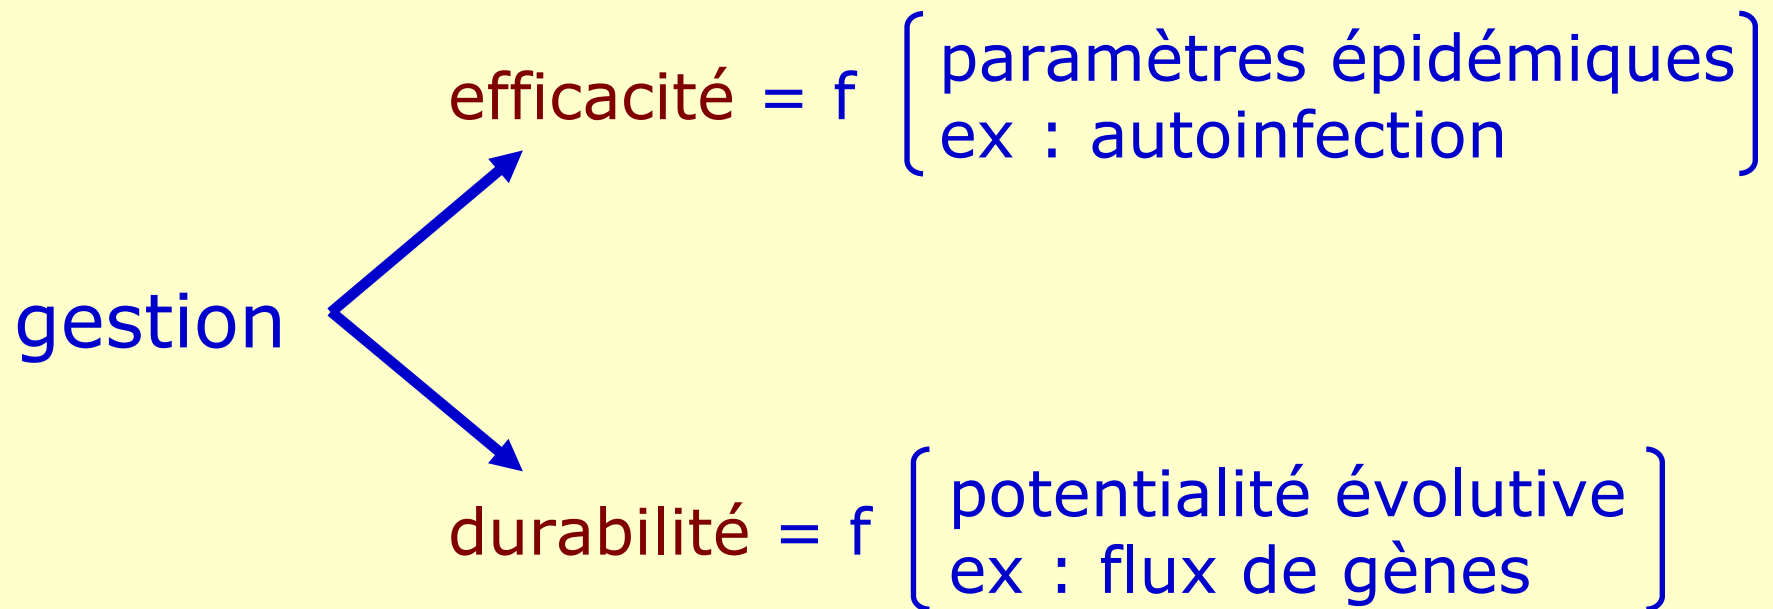 efficacité = f
paramètres épidémiques
ex : autoinfection
gestion
durabilité = f
potentialité évolutive
ex : flux de gènes